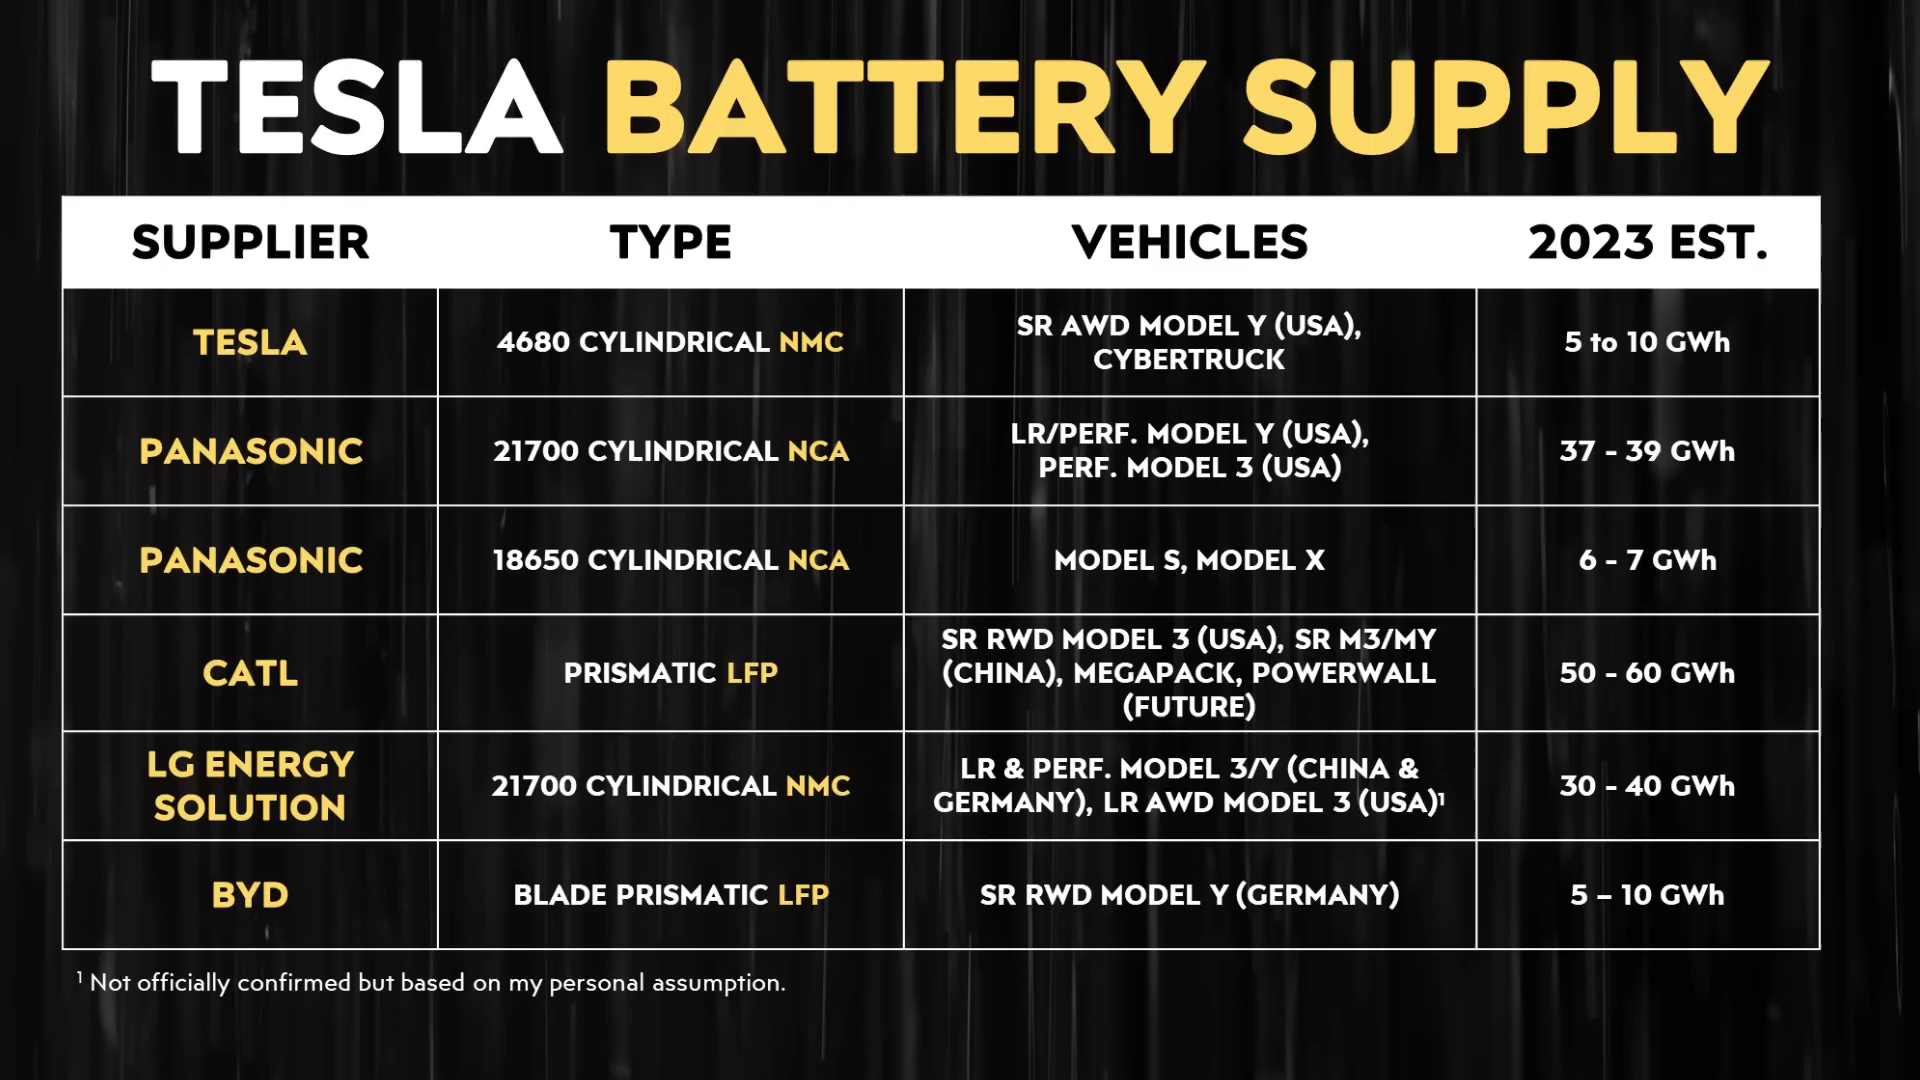 TESLA BATTERY SUPPLY
SUPPLIER TYPE VEHICLES 2023 EST.
TESLA
4680 CYLINDRICAL NMC
SR AWD MODEL Y (USA),
CYBERTRUCK
5 to 10 GWh
PANASONIC
21700 CYLINDRICAL NCA
LR/PERF. MODEL Y (USA),
PERF. MODEL 3 (USA)
37 - 39 GWh
PANASONIC
18650 CYLINDRICAL NCA
MODEL S, MODEL X
6 - 7 GWh
CATL
PRISMATIC LFP
SR RWD MODEL 3 (USA), SR M3/MY
(CHINA), MEGAPACK, POWERWALL
(FUTURE)
50 - 60 GWh
LG ENERGY
SOLUTION
21700 CYLINDRICAL NMC
LR & PERF. MODEL 3/Y (CHINA &
GERMANY), LR AWD MODEL 3 (USA)¹
30 - 40 GWh
BYD
BLADE PRISMATIC LFP
SR RWD MODEL Y (GERMANY)
5 – 10 GWh
¹ Not officially confirmed but based on my personal assumption.